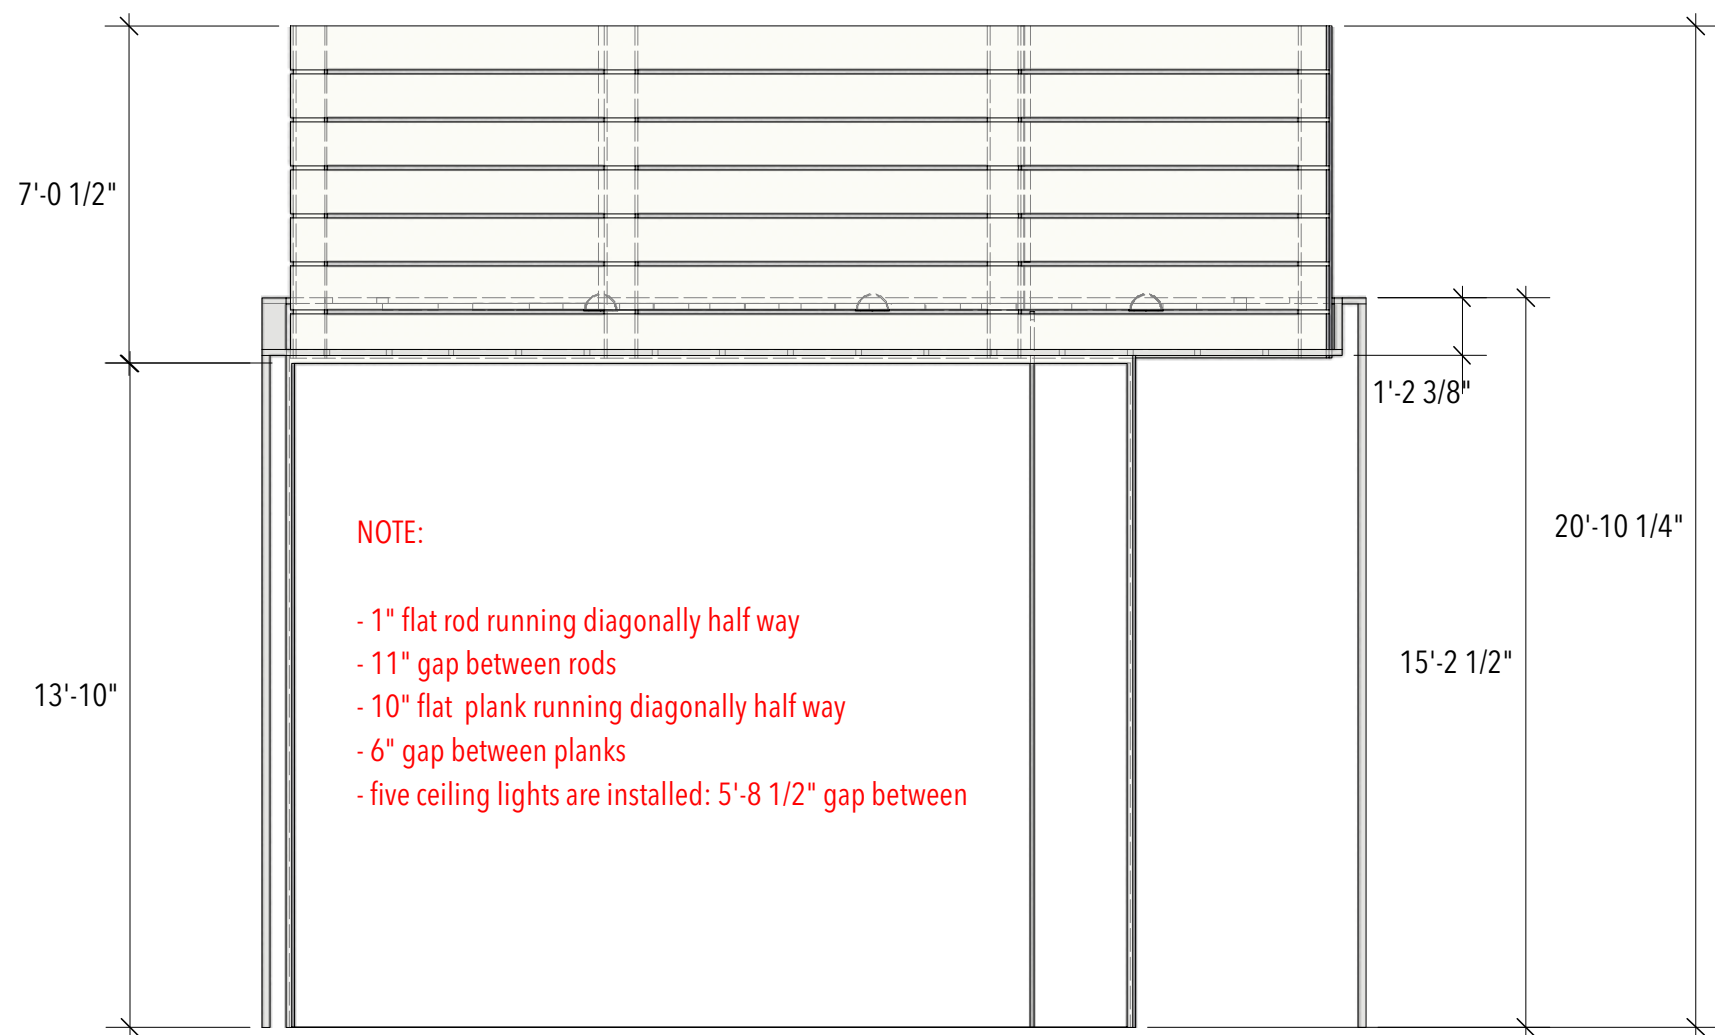 7'-0 1/2"
1'-2 3/8"
20'-10 1/4"
NOTE:
- 1" flat rod running diagonally half way
- 11" gap between rods
15'-2 1/2"
13'-10"
- 10" flat  plank running diagonally half way
- 6" gap between planks
- five ceiling lights are installed: 5'-8 1/2" gap between